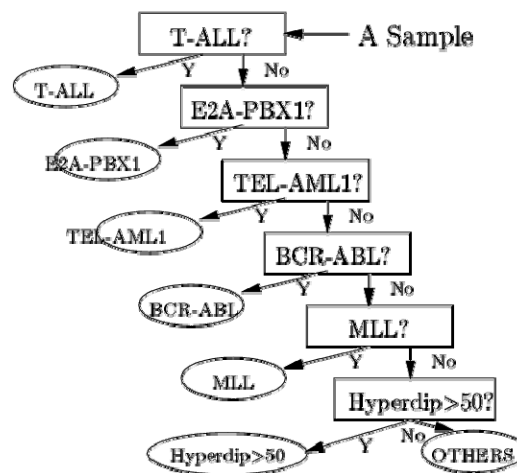 T-ALL?
A Sample
Y
No
T-ALL
E2A-PBX1?
Y
No
E2A-PBX1
TEL-AML1?
Y
No
TEL-AML1
BCR-ABL?
Y
No
BCR-ABL
MLL?
Y
No
MLL
Hyperdip>50?
Y
No
Hyperdip>50
OTHERS